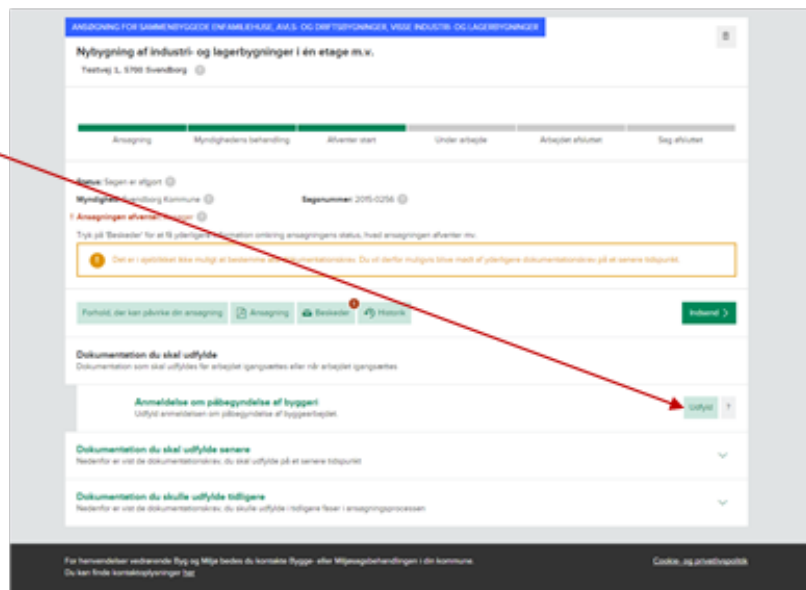 ANSØGNING FOR SAMMENBYGGEDE ENFAMILIEHUSE, AVLS- OG DRIFTSBYGNINGER, VISSE INDUSTRI- OG LAGERBYGNINGER
Nybygning af industri- og lagerbygninger i én etage m.v.
Testvej 1, 5700 Svendborg
Ansøgning
Myndighedens behandling
Afventer start
Under arbejde
Arbejdet afsluttet
Sag afsluttet
Status: Sagen er afgjort
Myndighed: Svendborg Kommune
Sagsnummer: 2015-0256
! Ansøgningen afventer:
Tryk på 'Beskeder' for at få yderligere information omkring ansøgningens status, hvad ansøgningen afventer mv.
Det er i øjeblikket ikke muligt at bestemme alle dokumentationskrav. Du vil derfor muligvis blive mødt af yderligere dokumentationskrav på et senere tidspunkt.
Forhold, der kan påvirke din ansøgning
Ansøgning
Beskeder
Historik
Indsend >
Dokumentation du skal udfylde
Dokumentation som skal udfyldes før arbejdet igangsættes eller når arbejdet igangsættes
Anmeldelse om påbegyndelse af byggeri
Udfyld anmeldelsen om påbegyndelse af byggearbejdet
Udfyld
?
Dokumentation du skal udfylde senere
Nedenfor er vist de dokumentationskrav, du skal udfylde på et senere tidspunkt
Dokumentation du skulle udfylde tidligere
Nedenfor er vist de dokumentationskrav, du skulle udfylde i tidligere faser i ansøgningsprocessen
For henvendelser vedrørende Byg og Miljø bedes du kontakte Bygge- eller Miljøsagsbehandlingen i din kommune.
Du kan finde kontaktoplysninger her
Cookie- og privatlivspolitik